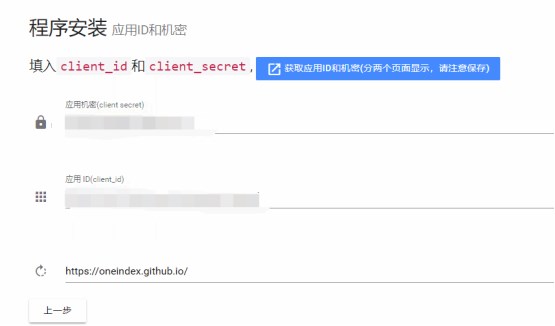 程序安装 应用ID和机密
填入 client_id 和 client_secret , 获取应用ID和机密(分两个页面显示，请注意保存)
应用机密(client secret)
应用 ID(client_id)
https://oneindex.github.io/
上一步